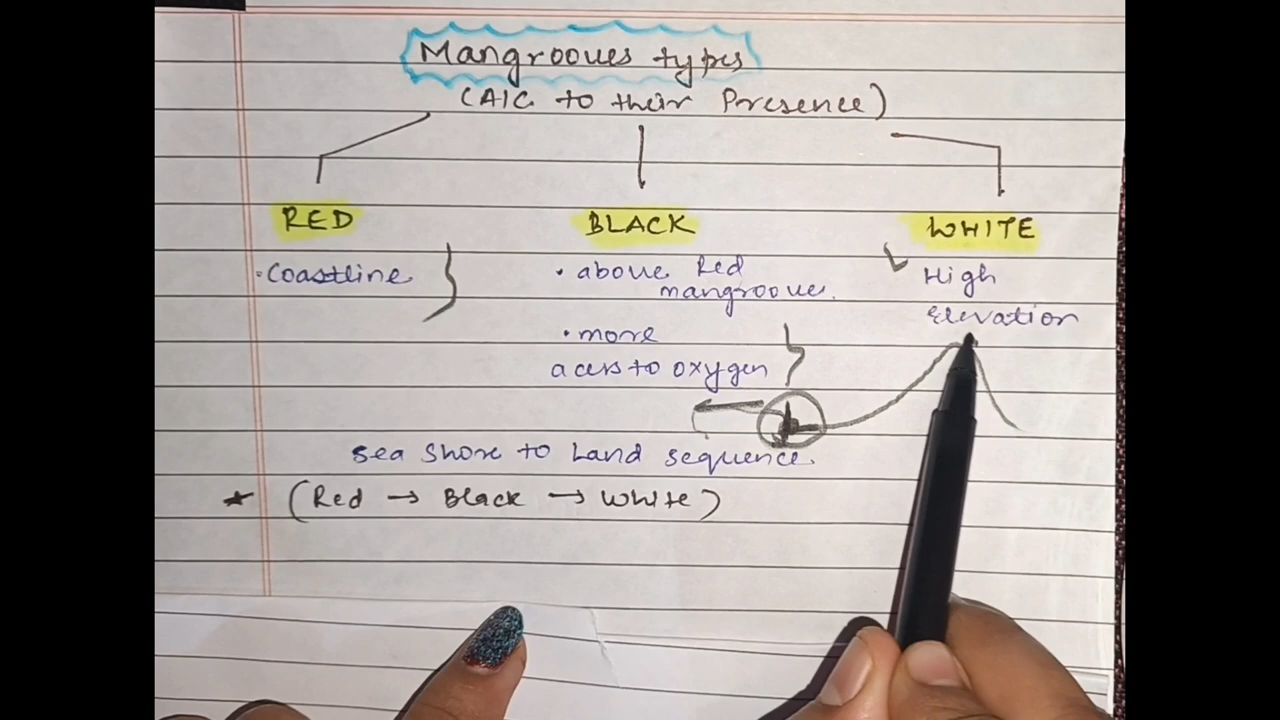 Mangrooves types
(A/C to their Presence)
RED
BLACK
WHITE
• Coastline
• above Red
mangroove.
• more
acess to oxygen
High
Elevation
sea shore to Land sequence.
(Red → Black → White)